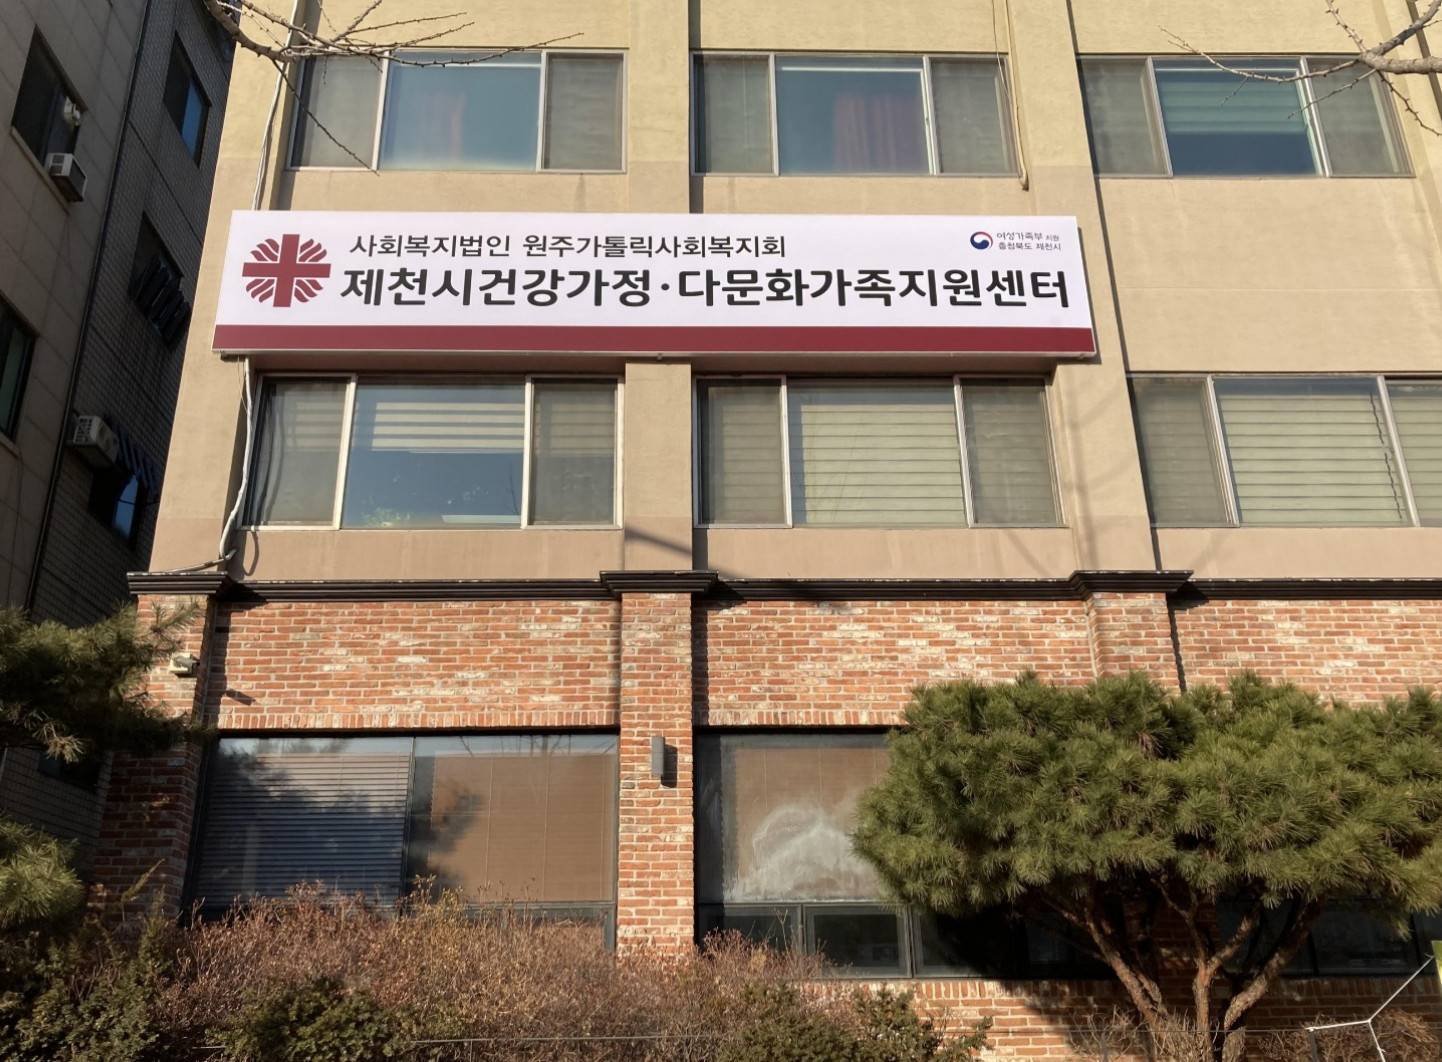 사회복지법인 원주가톨릭사회복지회
제천시건강가정·다문화가족지원센터
여성가족부 지원
충청북도 제천시